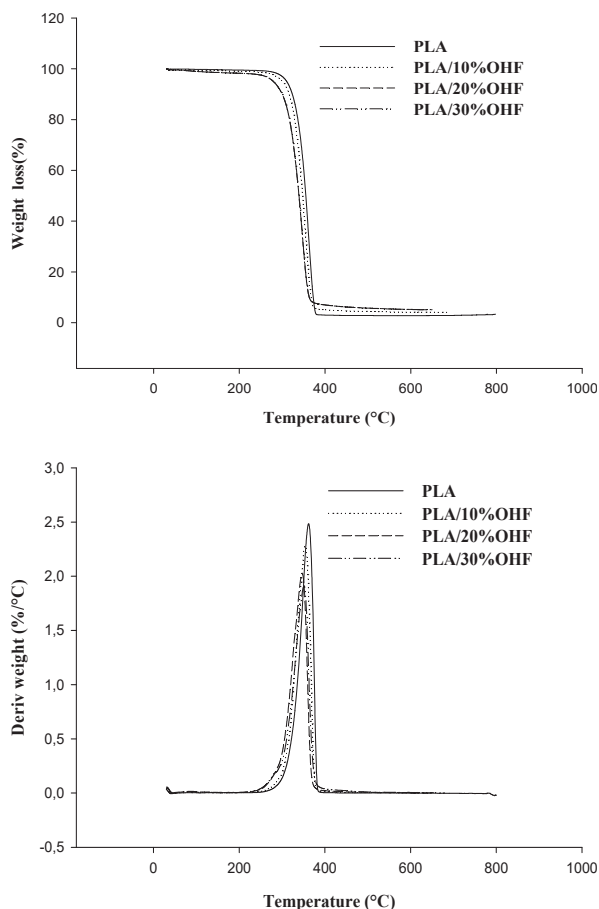 120
100
80
60
40
20
0
Weight loss(%)
PLA
PLA/10%OHF
PLA/20%OHF
PLA/30%OHF
0 200 400 600 800 1000
Temperature (°C)
3,0
2,5
2,0
1,5
1,0
0,5
0,0
-0,5
Deriv weight (%/°C)
PLA
PLA/10%OHF
PLA/20%OHF
PLA/30%OHF
0 200 400 600 800 1000
Temperature (°C)